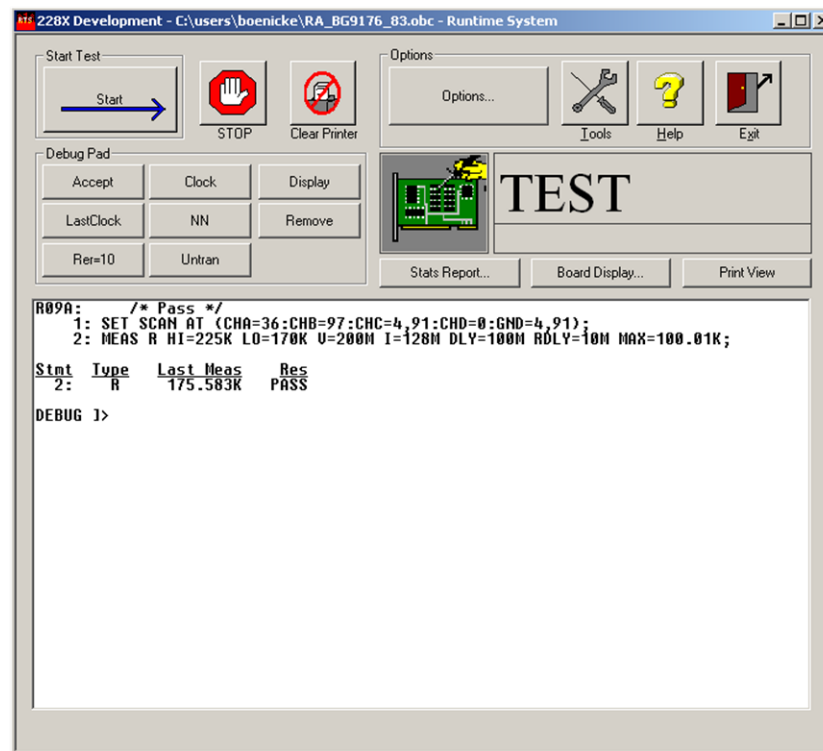 RTS 228X Development - C:\users\boenicke\RA_BG9176_83.obc - Runtime System
Start Test
Start
STOP
Clear Printer
Options
Options...
Tools
Help
Exit
Debug Pad
Accept
Clock
Display
LastClock
NN
Remove
Rer=10
Untran
TEST
Stats Report...
Board Display...
Print View
R09A: /* Pass */
1: SET SCAN AT (CHA=36:CHB=97:CHC=4,91:CHD=0:GND=4,91);
2: MEAS R HI=225K LO=170K V=200M I=128M DLY=100M RDLY=10M MAX=100.01K;
Stmt Type Last Meas Res
2: R 175.583K PASS
DEBUG ]>